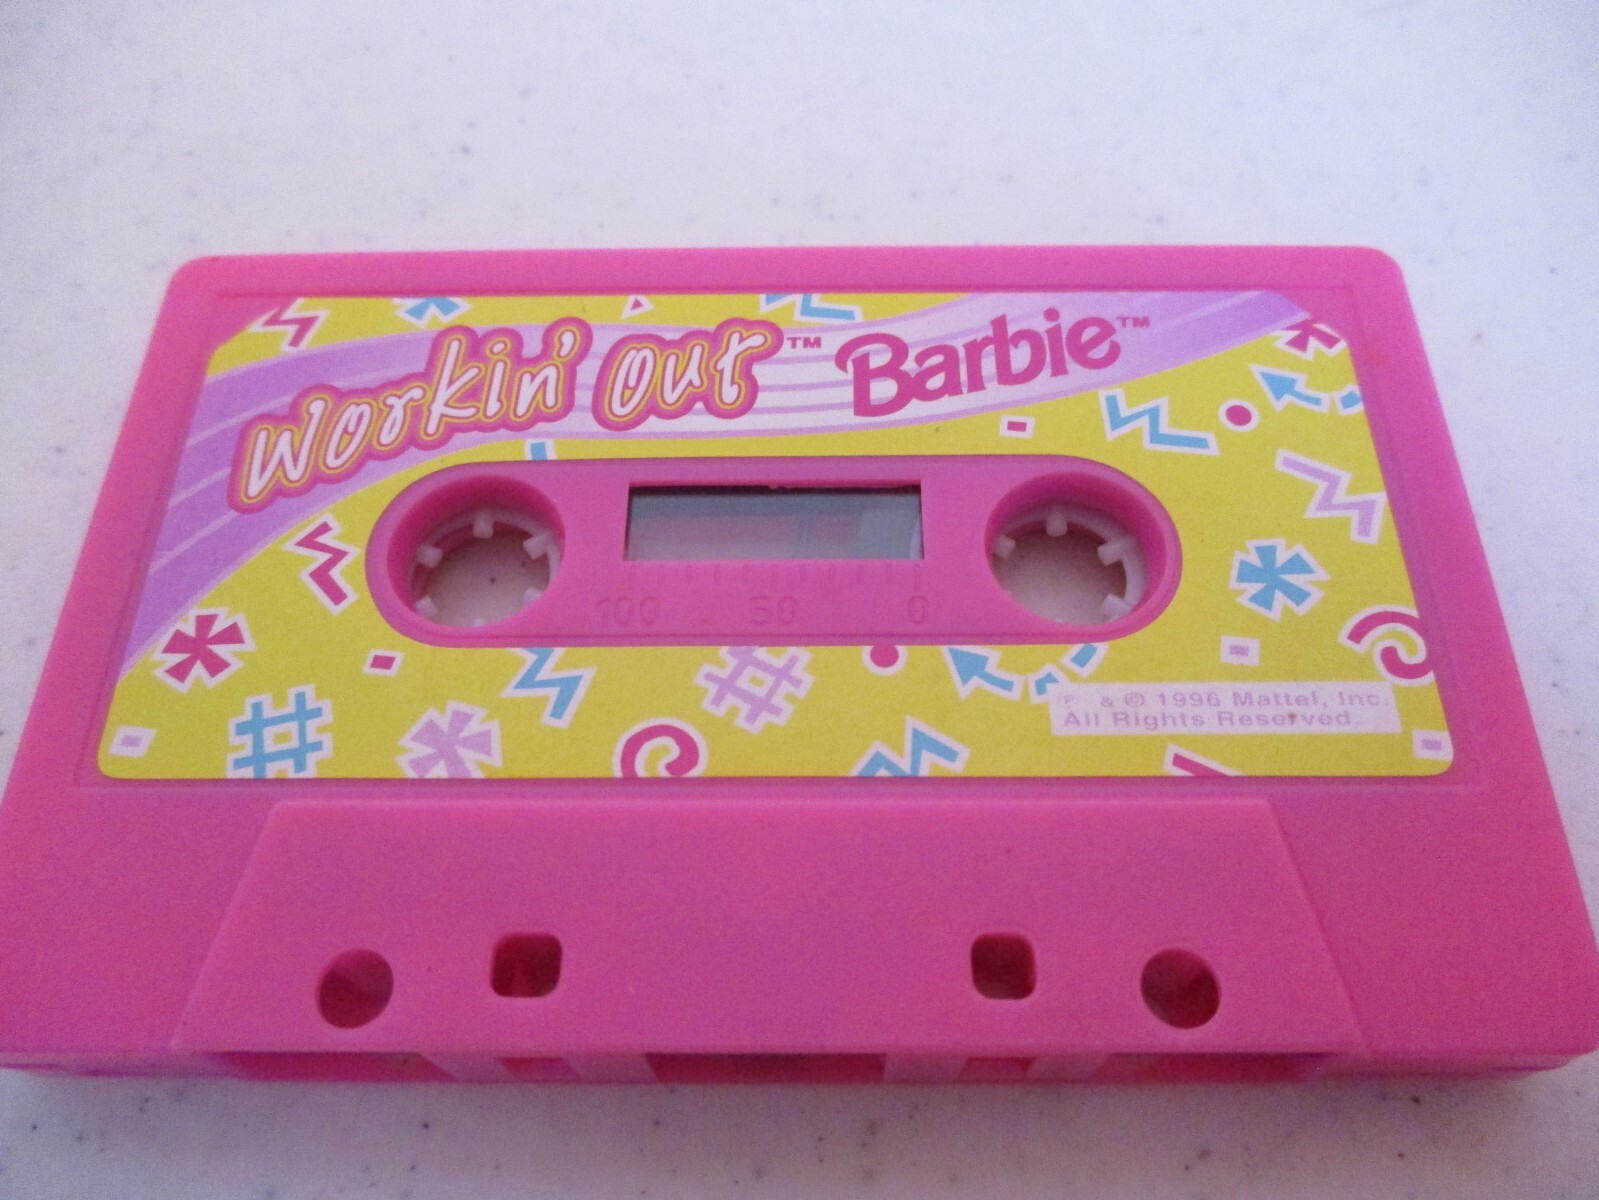 Workin' Out™ Barbie™
100 50 0
℗ & © 1996 Mattel, Inc.
All Rights Reserved.